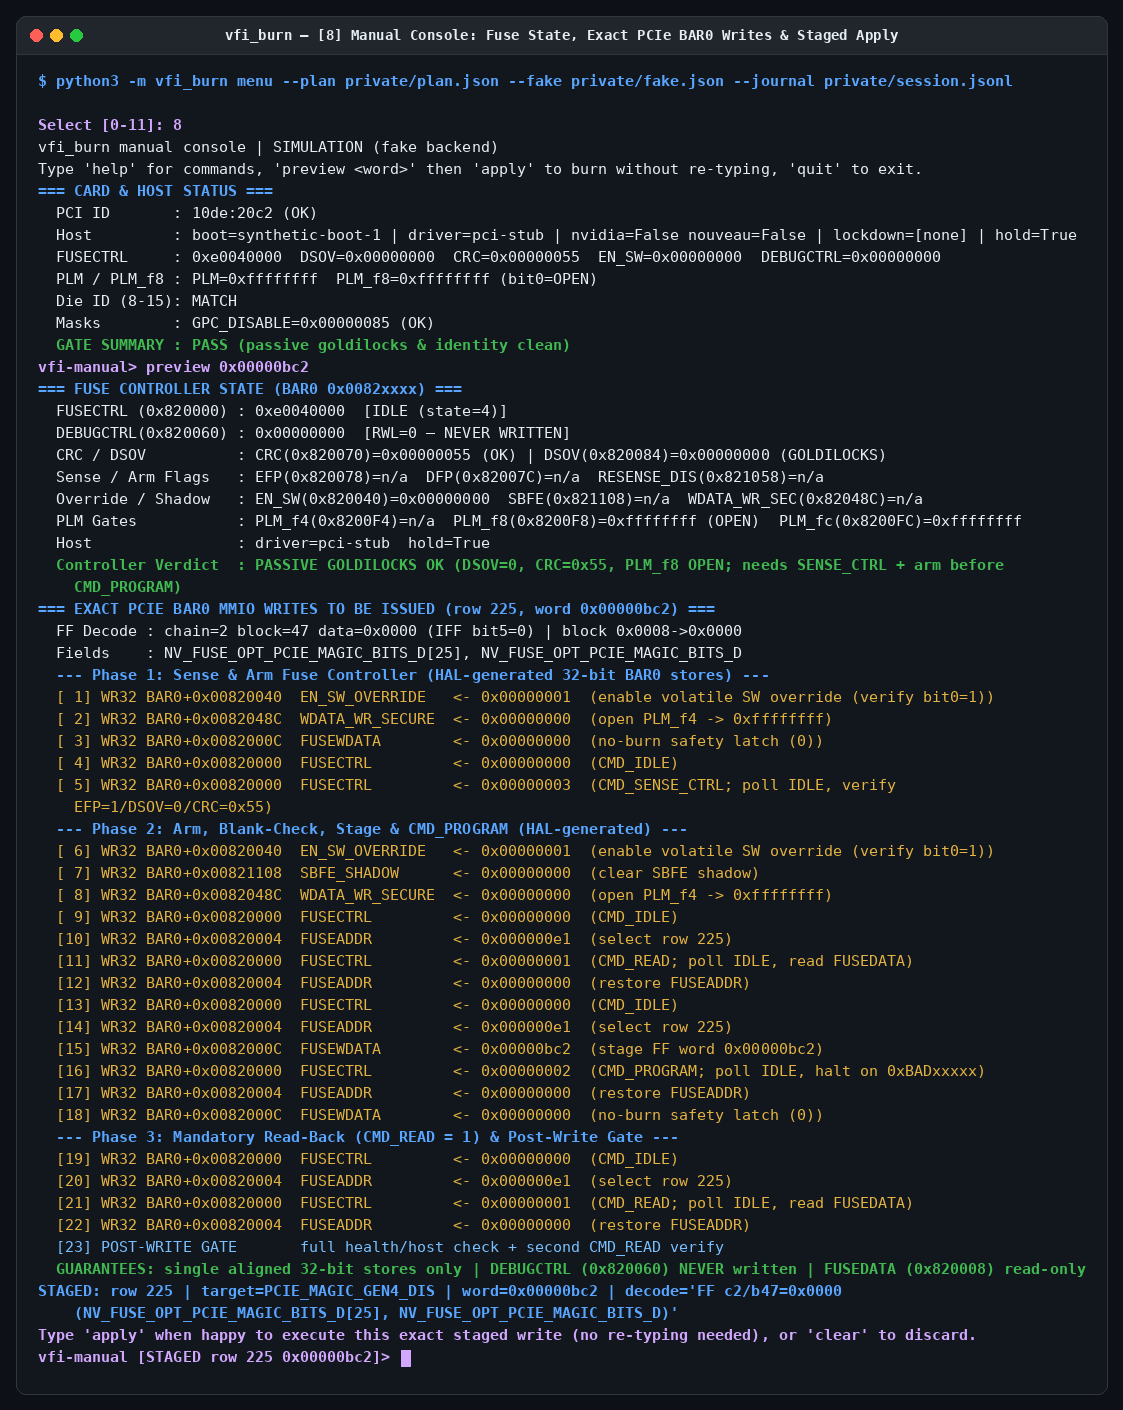 vfi_burn — [8] Manual Console: Fuse State, Exact PCIe BAR0 Writes & Staged Apply
$ python3 -m vfi_burn menu --plan private/plan.json --fake private/fake.json --journal private/session.jsonl
Select [0-11]: 8
vfi_burn manual console | SIMULATION (fake backend)
Type 'help' for commands, 'preview <word>' then 'apply' to burn without re-typing, 'quit' to exit.
=== CARD & HOST STATUS ===
PCI ID       : 10de:20c2 (OK)
Host         : boot=synthetic-boot-1 | driver=pci-stub | nvidia=False nouveau=False | lockdown=[none] | hold=True
FUSECTRL     : 0xe0040000  DSOV=0x00000000  CRC=0x00000055  EN_SW=0x00000000  DEBUGCTRL=0x00000000
PLM / PLM_f8 : PLM=0xffffffff  PLM_f8=0xffffffff (bit0=OPEN)
Die ID (8-15): MATCH
Masks        : GPC_DISABLE=0x00000085 (OK)
GATE SUMMARY : PASS (passive goldilocks & identity clean)
vfi-manual> preview 0x00000bc2
=== FUSE CONTROLLER STATE (BAR0 0x0082xxxx) ===
FUSECTRL (0x820000) : 0xe0040000  [IDLE (state=4)]
DEBUGCTRL(0x820060) : 0x00000000  [RWL=0 — NEVER WRITTEN]
CRC / DSOV          : CRC(0x820070)=0x00000055 (OK) | DSOV(0x820084)=0x00000000 (GOLDILOCKS)
Sense / Arm Flags   : EFP(0x820078)=n/a  DFP(0x82007C)=n/a  RESENSE_DIS(0x821058)=n/a
Override / Shadow   : EN_SW(0x820040)=0x00000000  SBFE(0x821108)=n/a  WDATA_WR_SEC(0x82048C)=n/a
PLM Gates           : PLM_f4(0x8200F4)=n/a  PLM_f8(0x8200F8)=0xffffffff (OPEN)  PLM_fc(0x8200FC)=0xffffffff
Host                : driver=pci-stub  hold=True
Controller Verdict  : PASSIVE GOLDILOCKS OK (DSOV=0, CRC=0x55, PLM_f8 OPEN; needs SENSE_CTRL + arm before
CMD_PROGRAM)
=== EXACT PCIE BAR0 MMIO WRITES TO BE ISSUED (row 225, word 0x00000bc2) ===
FF Decode : chain=2 block=47 data=0x0000 (IFF bit5=0) | block 0x0008->0x0000
Fields    : NV_FUSE_OPT_PCIE_MAGIC_BITS_D[25], NV_FUSE_OPT_PCIE_MAGIC_BITS_D
--- Phase 1: Sense & Arm Fuse Controller (HAL-generated 32-bit BAR0 stores) ---
[ 1] WR32 BAR0+0x00820040  EN_SW_OVERRIDE   <- 0x00000001  (enable volatile SW override (verify bit0=1))
[ 2] WR32 BAR0+0x0082048C  WDATA_WR_SECURE  <- 0x00000000  (open PLM_f4 -> 0xffffffff)
[ 3] WR32 BAR0+0x0082000C  FUSEWDATA        <- 0x00000000  (no-burn safety latch (0))
[ 4] WR32 BAR0+0x00820000  FUSECTRL         <- 0x00000000  (CMD_IDLE)
[ 5] WR32 BAR0+0x00820000  FUSECTRL         <- 0x00000003  (CMD_SENSE_CTRL; poll IDLE, verify
EFP=1/DSOV=0/CRC=0x55)
--- Phase 2: Arm, Blank-Check, Stage & CMD_PROGRAM (HAL-generated) ---
[ 6] WR32 BAR0+0x00820040  EN_SW_OVERRIDE   <- 0x00000001  (enable volatile SW override (verify bit0=1))
[ 7] WR32 BAR0+0x00821108  SBFE_SHADOW      <- 0x00000000  (clear SBFE shadow)
[ 8] WR32 BAR0+0x0082048C  WDATA_WR_SECURE  <- 0x00000000  (open PLM_f4 -> 0xffffffff)
[ 9] WR32 BAR0+0x00820000  FUSECTRL         <- 0x00000000  (CMD_IDLE)
[10] WR32 BAR0+0x00820004  FUSEADDR         <- 0x000000e1  (select row 225)
[11] WR32 BAR0+0x00820000  FUSECTRL         <- 0x00000001  (CMD_READ; poll IDLE, read FUSEDATA)
[12] WR32 BAR0+0x00820004  FUSEADDR         <- 0x00000000  (restore FUSEADDR)
[13] WR32 BAR0+0x00820000  FUSECTRL         <- 0x00000000  (CMD_IDLE)
[14] WR32 BAR0+0x00820004  FUSEADDR         <- 0x000000e1  (select row 225)
[15] WR32 BAR0+0x0082000C  FUSEWDATA        <- 0x00000bc2  (stage FF word 0x00000bc2)
[16] WR32 BAR0+0x00820000  FUSECTRL         <- 0x00000002  (CMD_PROGRAM; poll IDLE, halt on 0xBADxxxxx)
[17] WR32 BAR0+0x00820004  FUSEADDR         <- 0x00000000  (restore FUSEADDR)
[18] WR32 BAR0+0x0082000C  FUSEWDATA        <- 0x00000000  (no-burn safety latch (0))
--- Phase 3: Mandatory Read-Back (CMD_READ = 1) & Post-Write Gate ---
[19] WR32 BAR0+0x00820000  FUSECTRL         <- 0x00000000  (CMD_IDLE)
[20] WR32 BAR0+0x00820004  FUSEADDR         <- 0x000000e1  (select row 225)
[21] WR32 BAR0+0x00820000  FUSECTRL         <- 0x00000001  (CMD_READ; poll IDLE, read FUSEDATA)
[22] WR32 BAR0+0x00820004  FUSEADDR         <- 0x00000000  (restore FUSEADDR)
[23] POST-WRITE GATE       full health/host check + second CMD_READ verify
GUARANTEES: single aligned 32-bit stores only | DEBUGCTRL (0x820060) NEVER written | FUSEDATA (0x820008) read-only
STAGED: row 225 | target=PCIE_MAGIC_GEN4_DIS | word=0x00000bc2 | decode='FF c2/b47=0x0000
(NV_FUSE_OPT_PCIE_MAGIC_BITS_D[25], NV_FUSE_OPT_PCIE_MAGIC_BITS_D)'
Type 'apply' when happy to execute this exact staged write (no re-typing needed), or 'clear' to discard.
vfi-manual [STAGED row 225 0x00000bc2]>